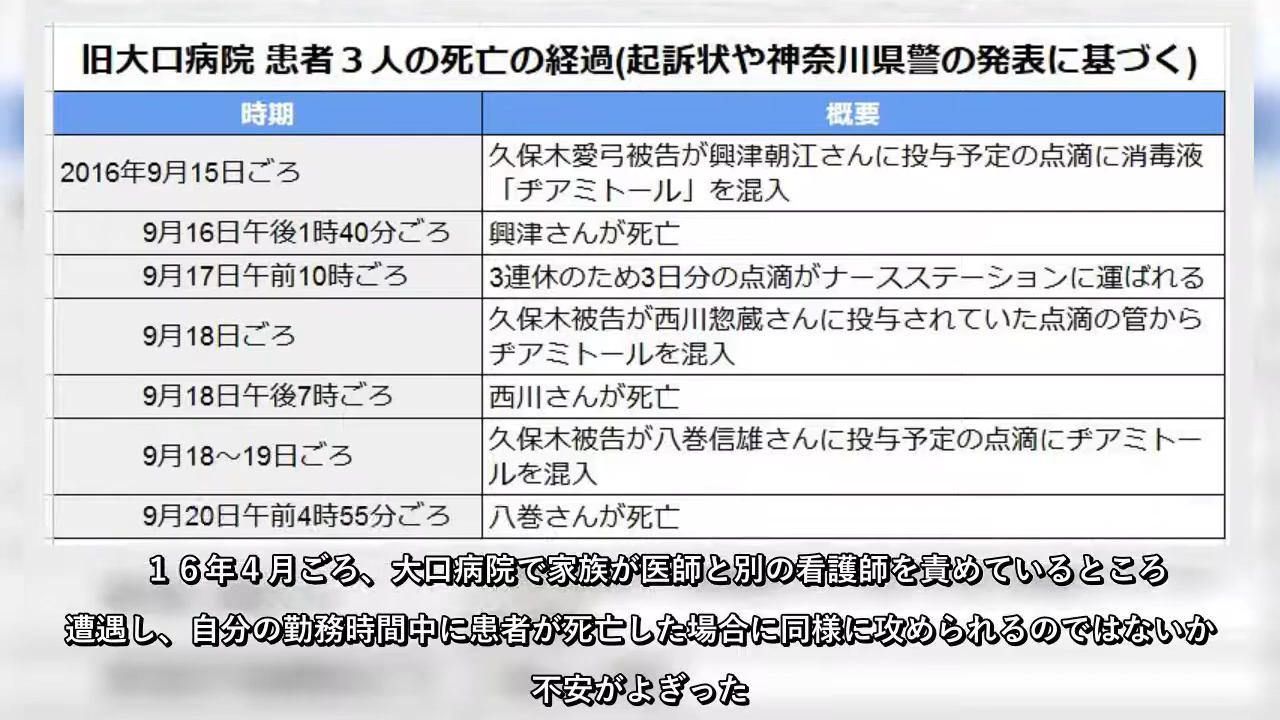 旧大口病院 患者３人の死亡の経過(起訴状や神奈川県警の発表に基づく)
時期 概要
2016年9月15日ごろ 久保木愛弓被告が興津朝江さんに投与予定の点滴に消毒液
「ヂアミトール」を混入
9月16日午後1時40分ごろ 興津さんが死亡
9月17日午前10時ごろ 3連休のため3日分の点滴がナースステーションに運ばれる
9月18日ごろ 久保木被告が西川惣蔵さんに投与されていた点滴の管から
ヂアミトールを混入
9月18日午後7時ごろ 西川さんが死亡
9月18～19日ごろ 久保木被告が八巻信雄さんに投与予定の点滴にヂアミトー
ルを混入
9月20日午前4時55分ごろ 八巻さんが死亡
１６年４月ごろ、大口病院で家族が医師と別の看護師を責めているところ
遭遇し、自分の勤務時間中に患者が死亡した場合に同様に攻められるのではないか
不安がよぎった